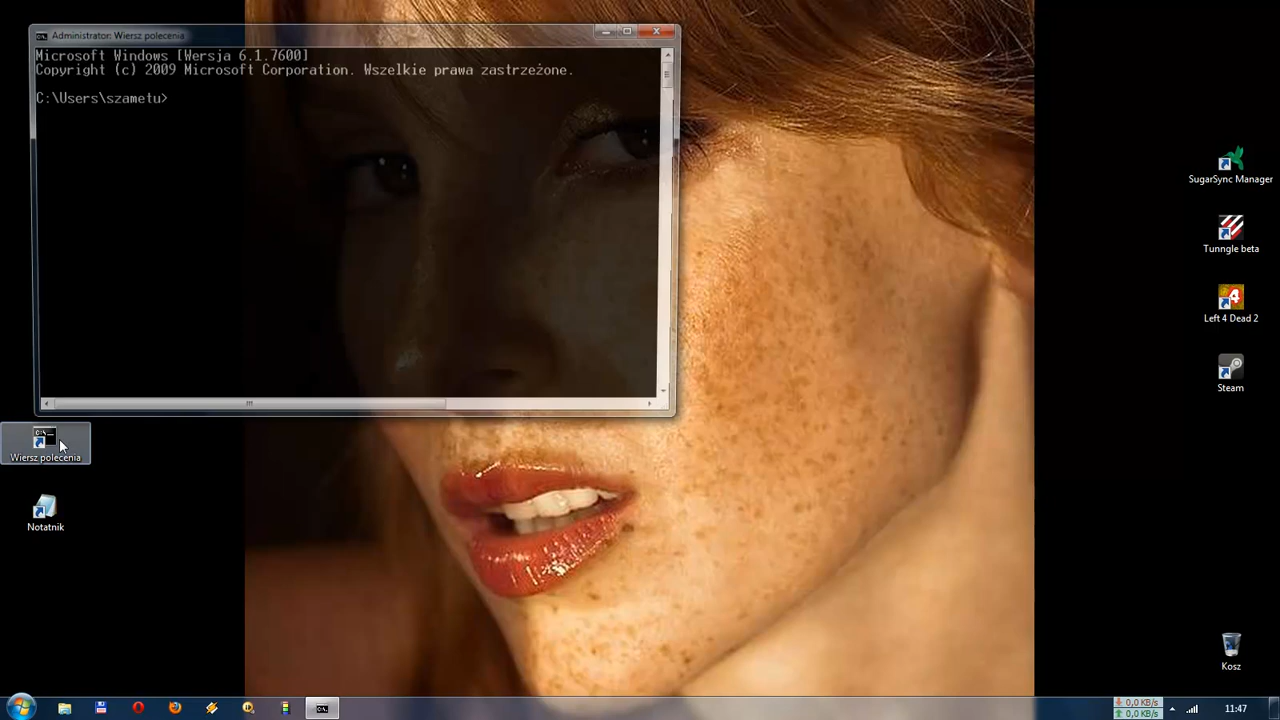 Administrator: Wiersz polecenia
Microsoft Windows [Wersja 6.1.7600]
Copyright (c) 2009 Microsoft Corporation. Wszelkie prawa zastrzeżone.
C:\Users\szametu>
Wiersz polecenia
Notatnik
SugarSync Manager
Tunngle beta
Left 4 Dead 2
Steam
Kosz
0,0 KB/s
0,0 KB/s
11:47